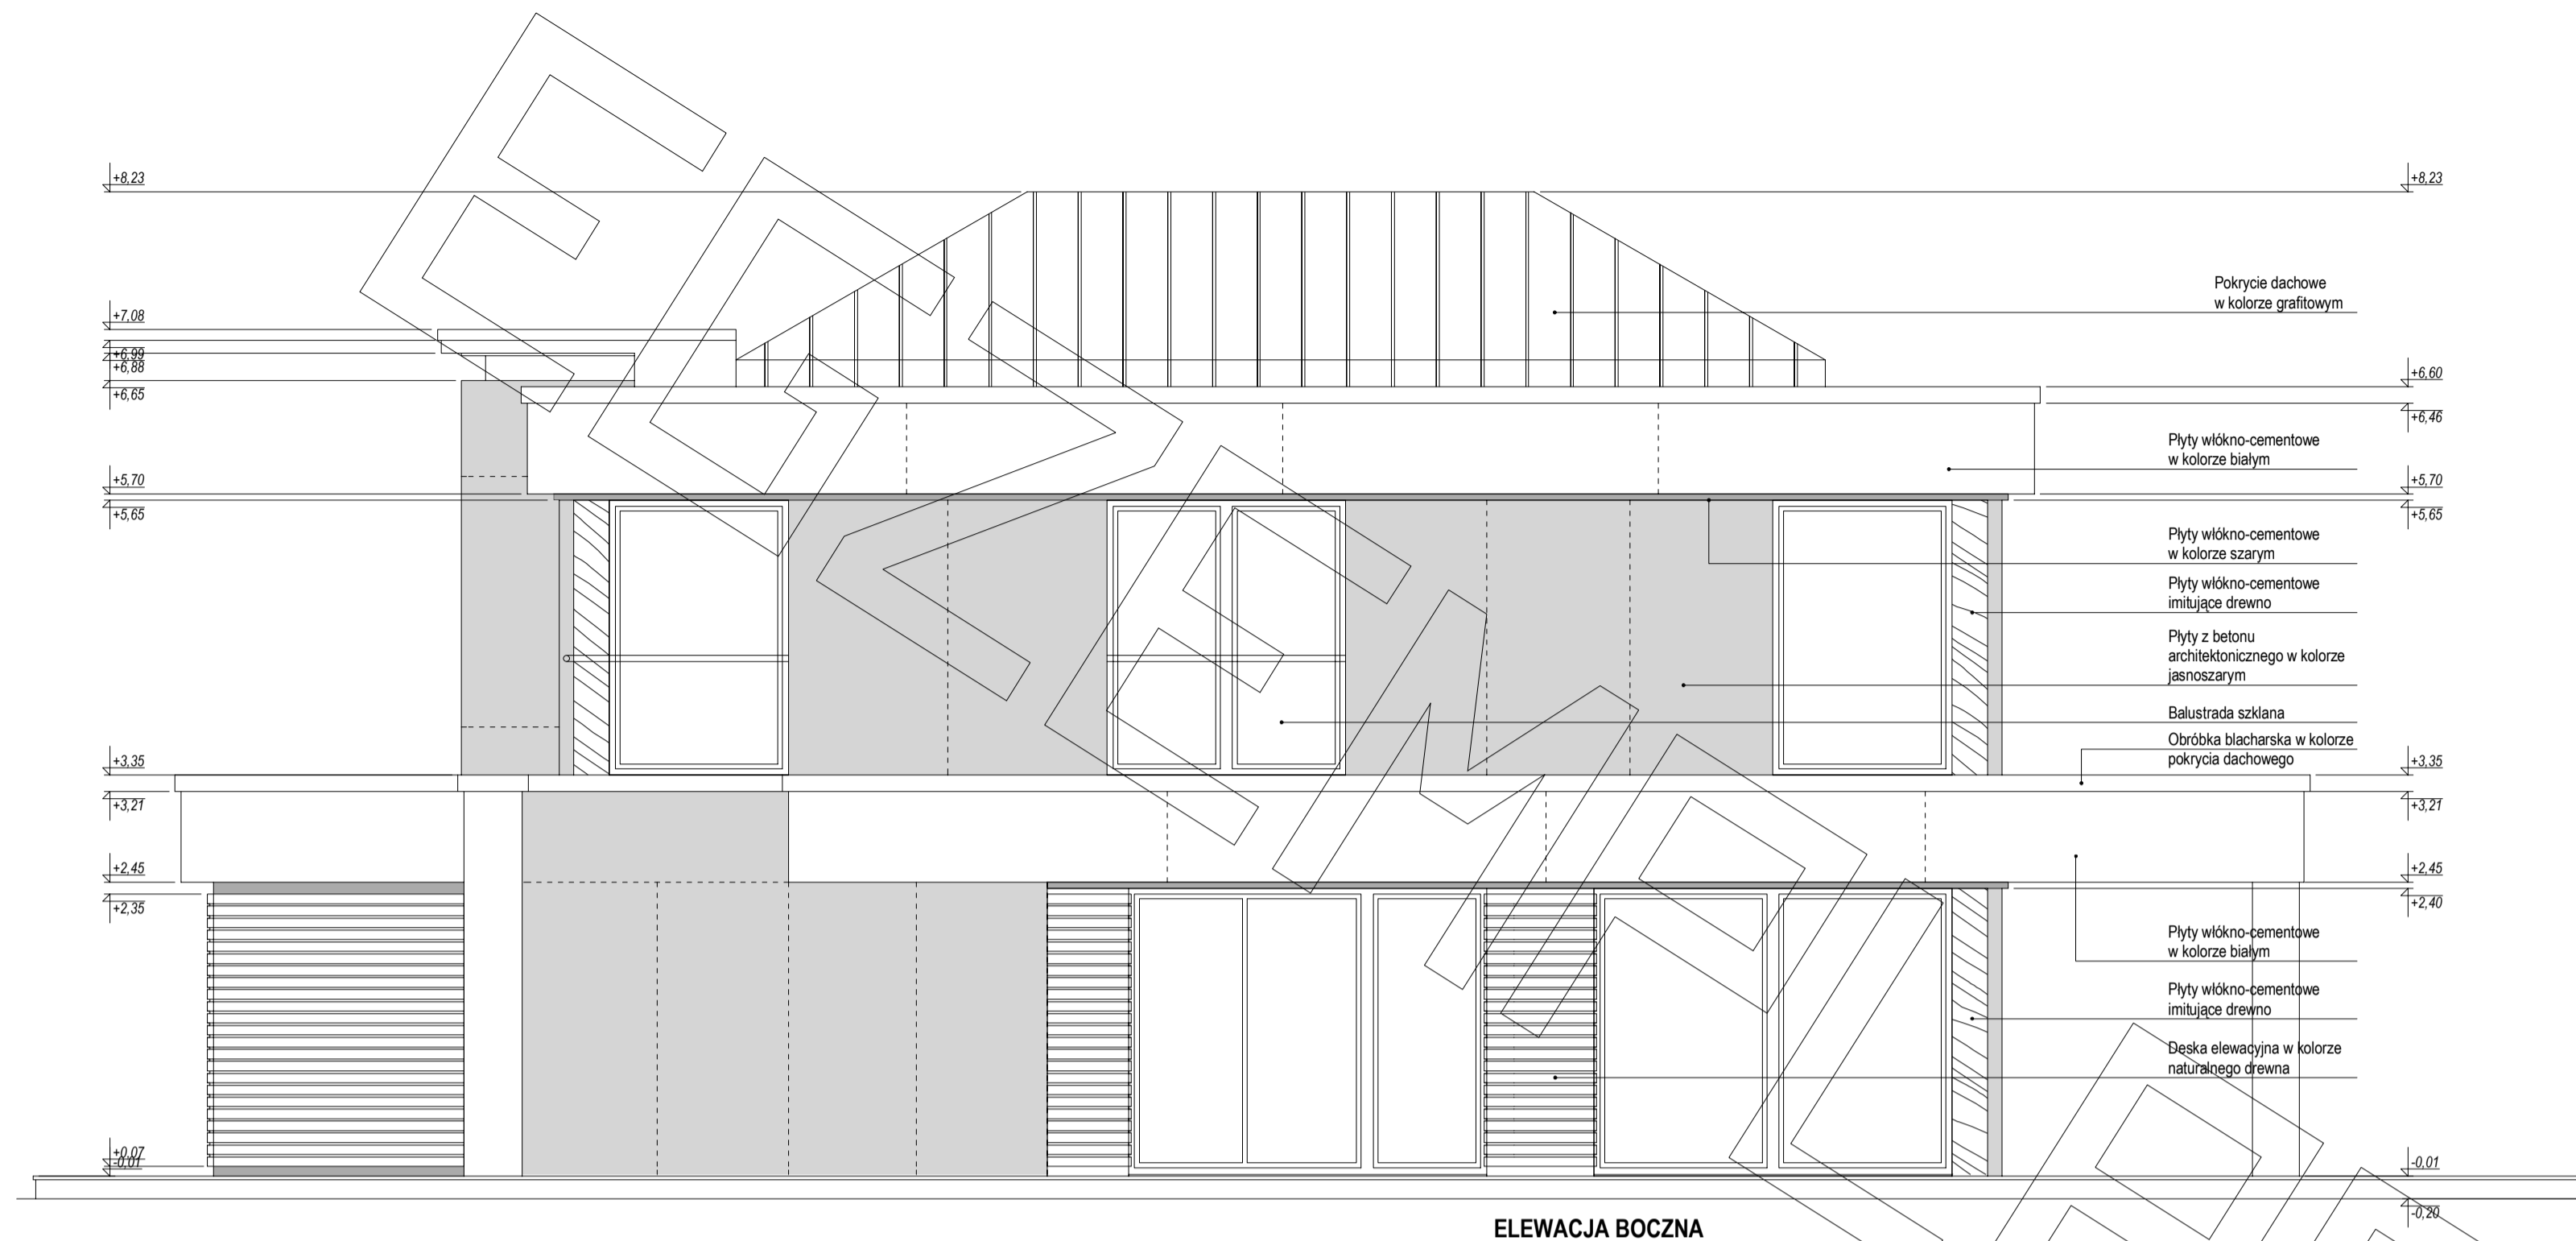 +8,23
+8,23
Pokrycie dachowe
w kolorze grafitowym
+7,08
+6,99
+6,88
+6,65
+6,60
+6,46
Płyty włókno-cementowe
w kolorze białym
+5,70
+5,65
+5,70
+5,65
Płyty włókno-cementowe
w kolorze szarym
Płyty włókno-cementowe
imitujące drewno
Płyty z betonu
architektonicznego w kolorze
jasnoszarym
Balustrada szklana
Obróbka blacharska w kolorze
pokrycia dachowego
+3,35
+3,21
+3,35
+3,21
+2,45
+2,35
+2,45
+2,40
Płyty włókno-cementowe
w kolorze białym
Płyty włókno-cementowe
imitujące drewno
Deska elewacyjna w kolorze
naturalnego drewna
+0,07
-0,01
-0,01
-0,20
ELEWACJA BOCZNA